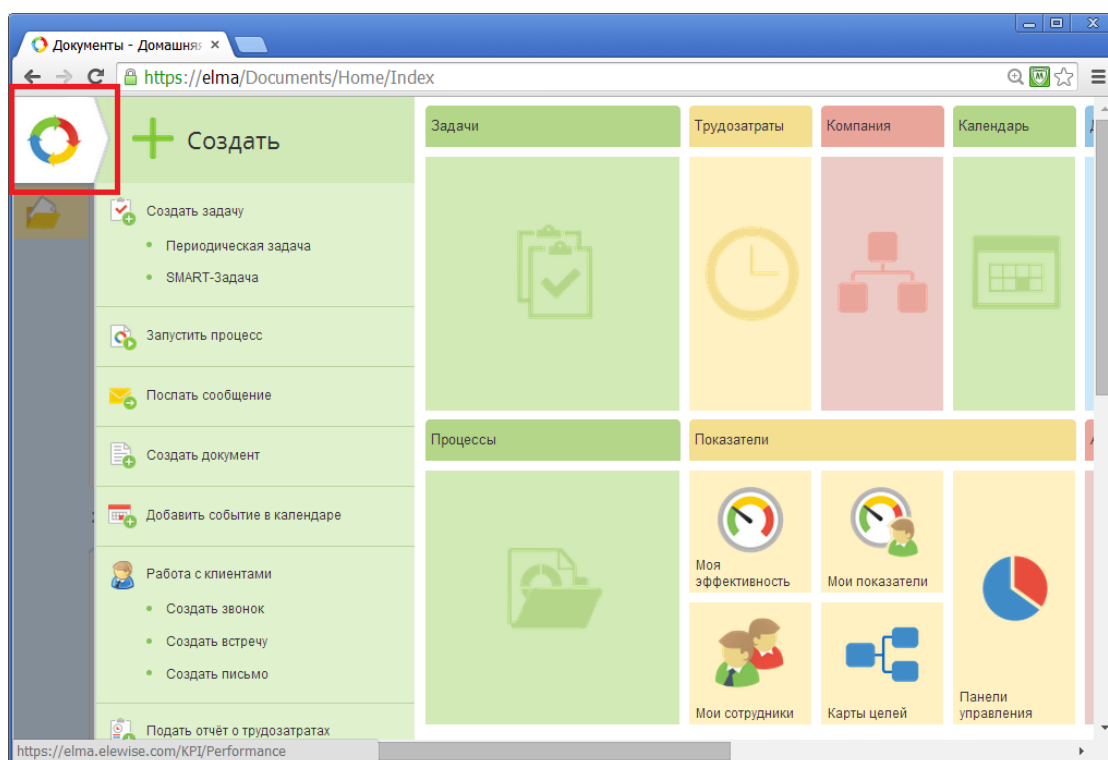 Документы - Домашняя
https://elma/Documents/Home/Index
Создать
Создать задачу
Периодическая задача
SMART-Задача
Запустить процесс
Послать сообщение
Создать документ
Добавить событие в календаре
Работа с клиентами
Создать звонок
Создать встречу
Создать письмо
Подать отчёт о трудозатратах
Задачи
Трудозатраты
Компания
Календарь
Процессы
Показатели
Моя
эффективность
Мои показатели
Мои сотрудники
Карты целей
Панели
управления
https://elma.elewise.com/KPI/Performance